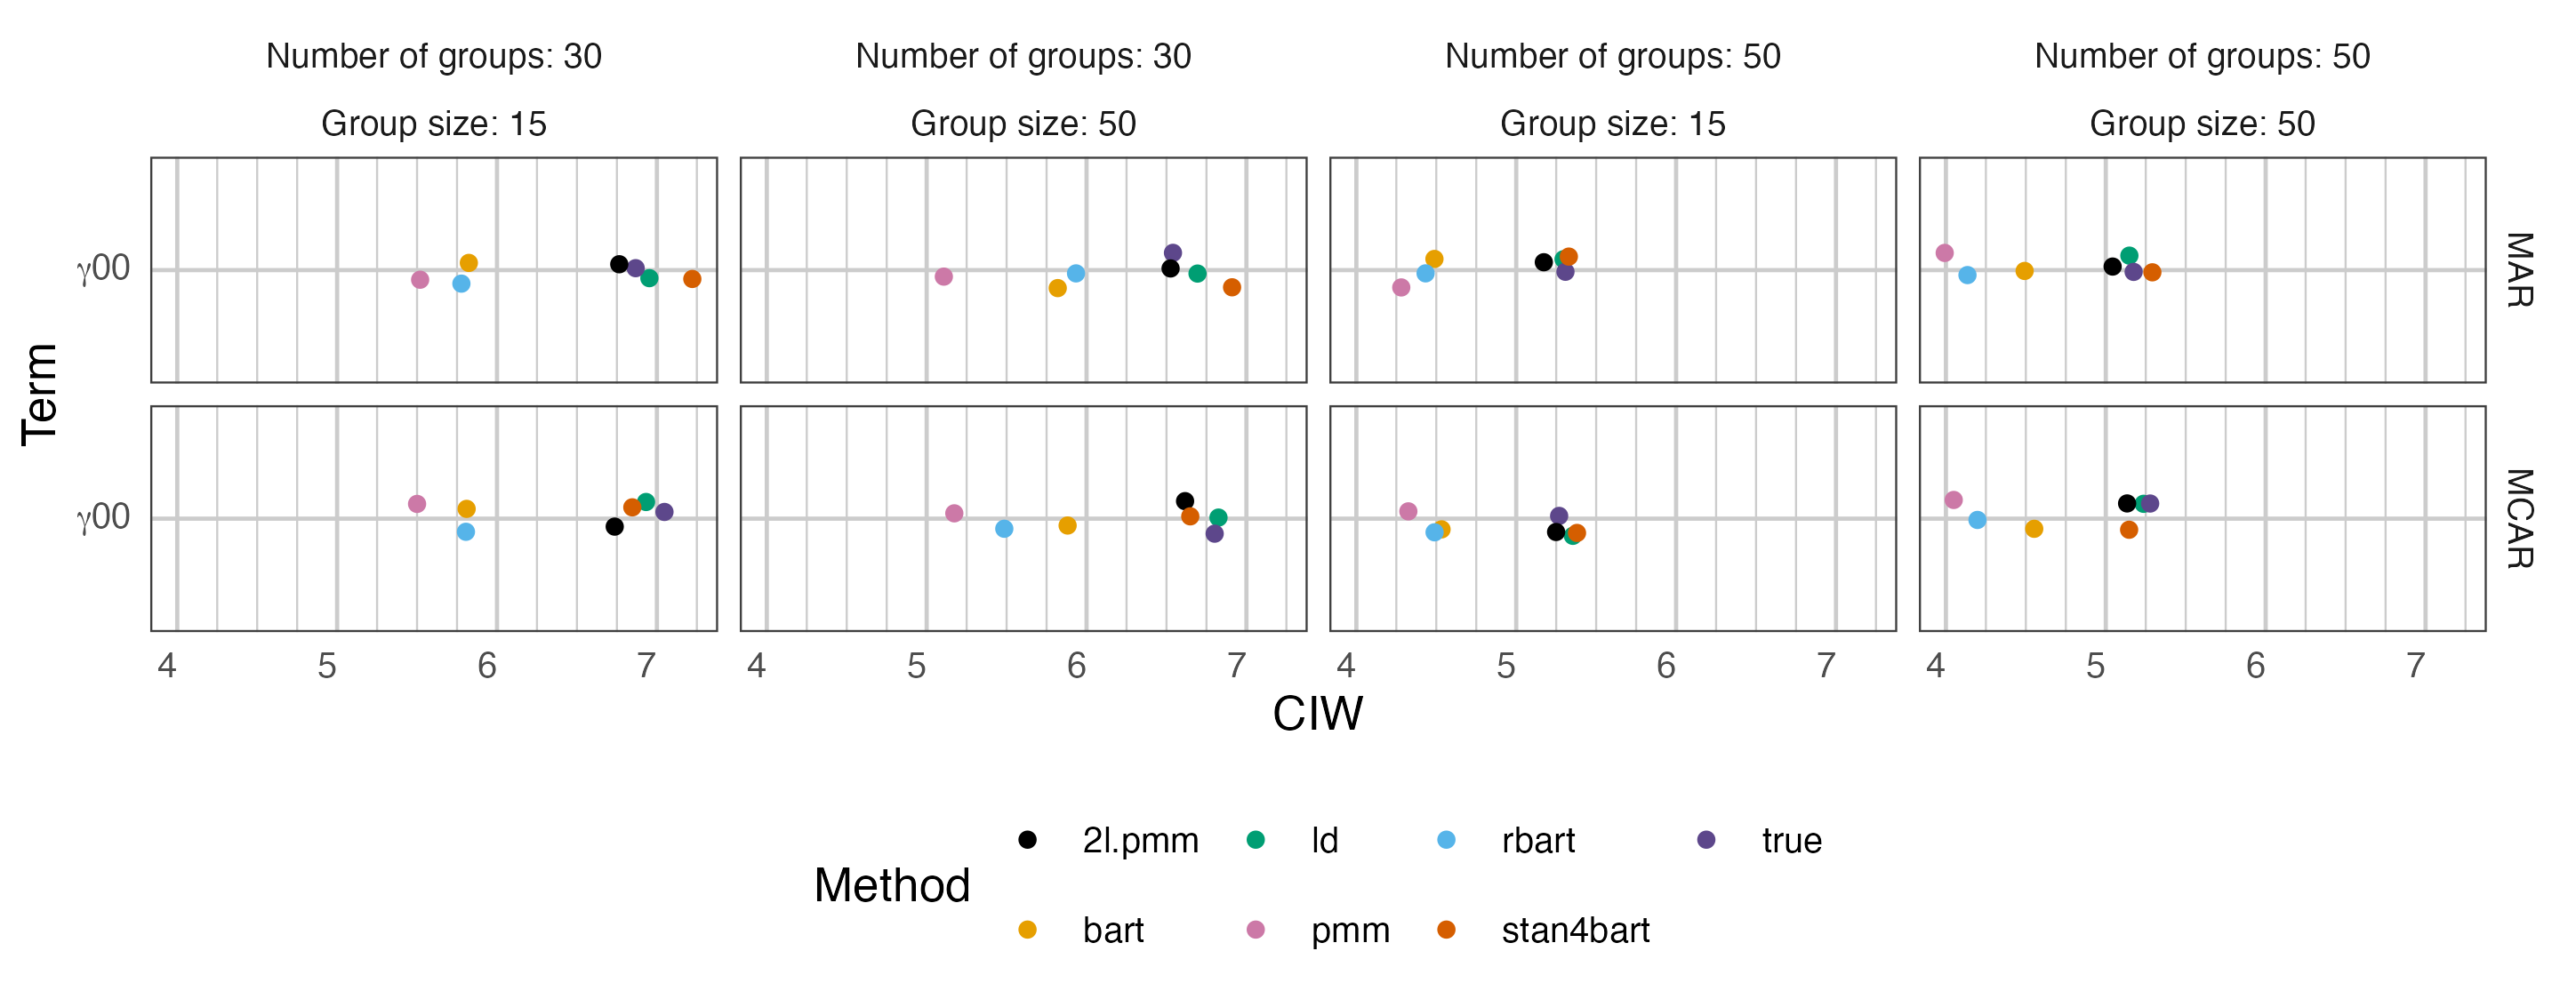 Number of groups: 30 Number of groups: 30 Number of groups: 50 Number of groups: 50
Group size: 15 Group size: 50 Group size: 15 Group size: 50
γ00 MAR
Term
γ00 MCAR
4 5 6 7 4 5 6 7 4 5 6 7 4 5 6 7
CIW
Method
2l.pmm ld rbart true
bart pmm stan4bart